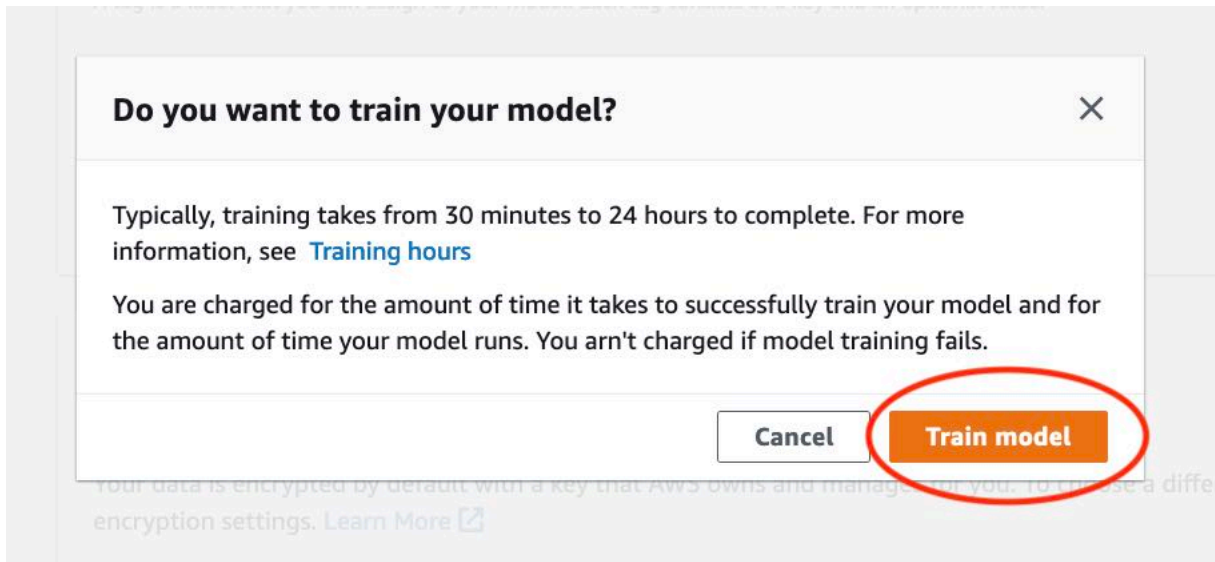 Do you want to train your model?
Typically, training takes from 30 minutes to 24 hours to complete. For more
information, see Training hours
You are charged for the amount of time it takes to successfully train your model and for
the amount of time your model runs. You arn't charged if model training fails.
Cancel Train model
Your data is encrypted by default with a key that AWS owns and manages for you. To choose a diffe
encryption settings. Learn More